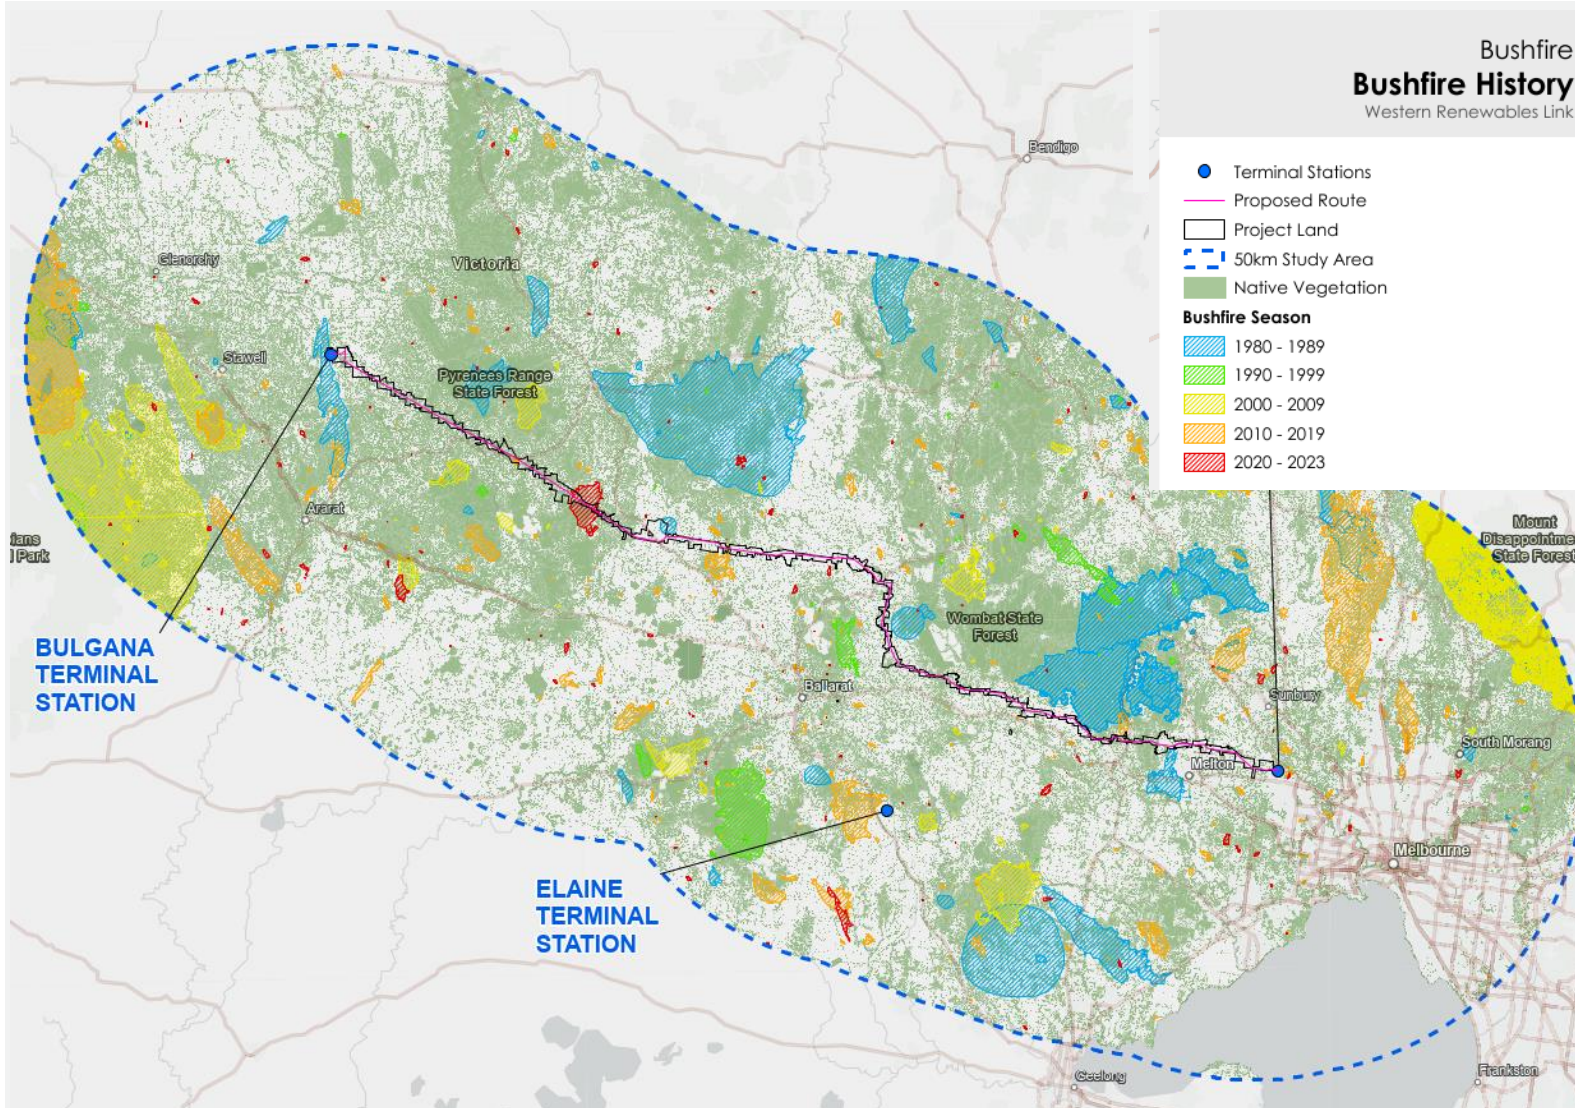 Bushfire
Bushfire History
Western Renewables Link
Terminal Stations
Proposed Route
Project Land
50km Study Area
Native Vegetation
Bushfire Season
1980 - 1989
1990 - 1999
2000 - 2009
2010 - 2019
2020 - 2023
Bendigo
Glenorchy
Victoria
Stawell
Pyrenees Range
State Forest
Ararat
Mount
Disappointme
State Forest
Park
Wombat State
Forest
BULGANA
TERMINAL
STATION
Ballarat
Sunbury
South Morang
Melton
Melbourne
ELAINE
TERMINAL
STATION
Geelong
Frankston